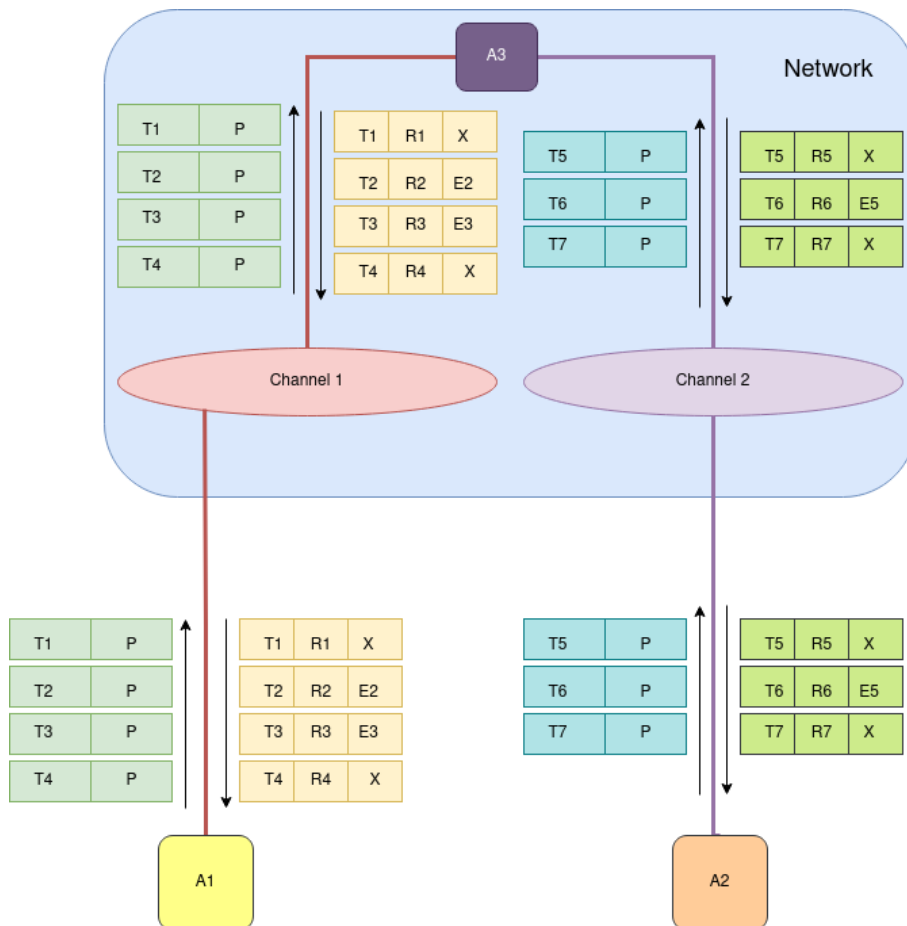 A3
Network
T1 P
T2 P
T3 P
T4 P
T1 R1 X
T2 R2 E2
T3 R3 E3
T4 R4 X
T5 P
T6 P
T7 P
T5 R5 X
T6 R6 E5
T7 R7 X
Channel 1
Channel 2
T1 P
T2 P
T3 P
T4 P
T1 R1 X
T2 R2 E2
T3 R3 E3
T4 R4 X
T5 P
T6 P
T7 P
T5 R5 X
T6 R6 E5
T7 R7 X
A1
A2